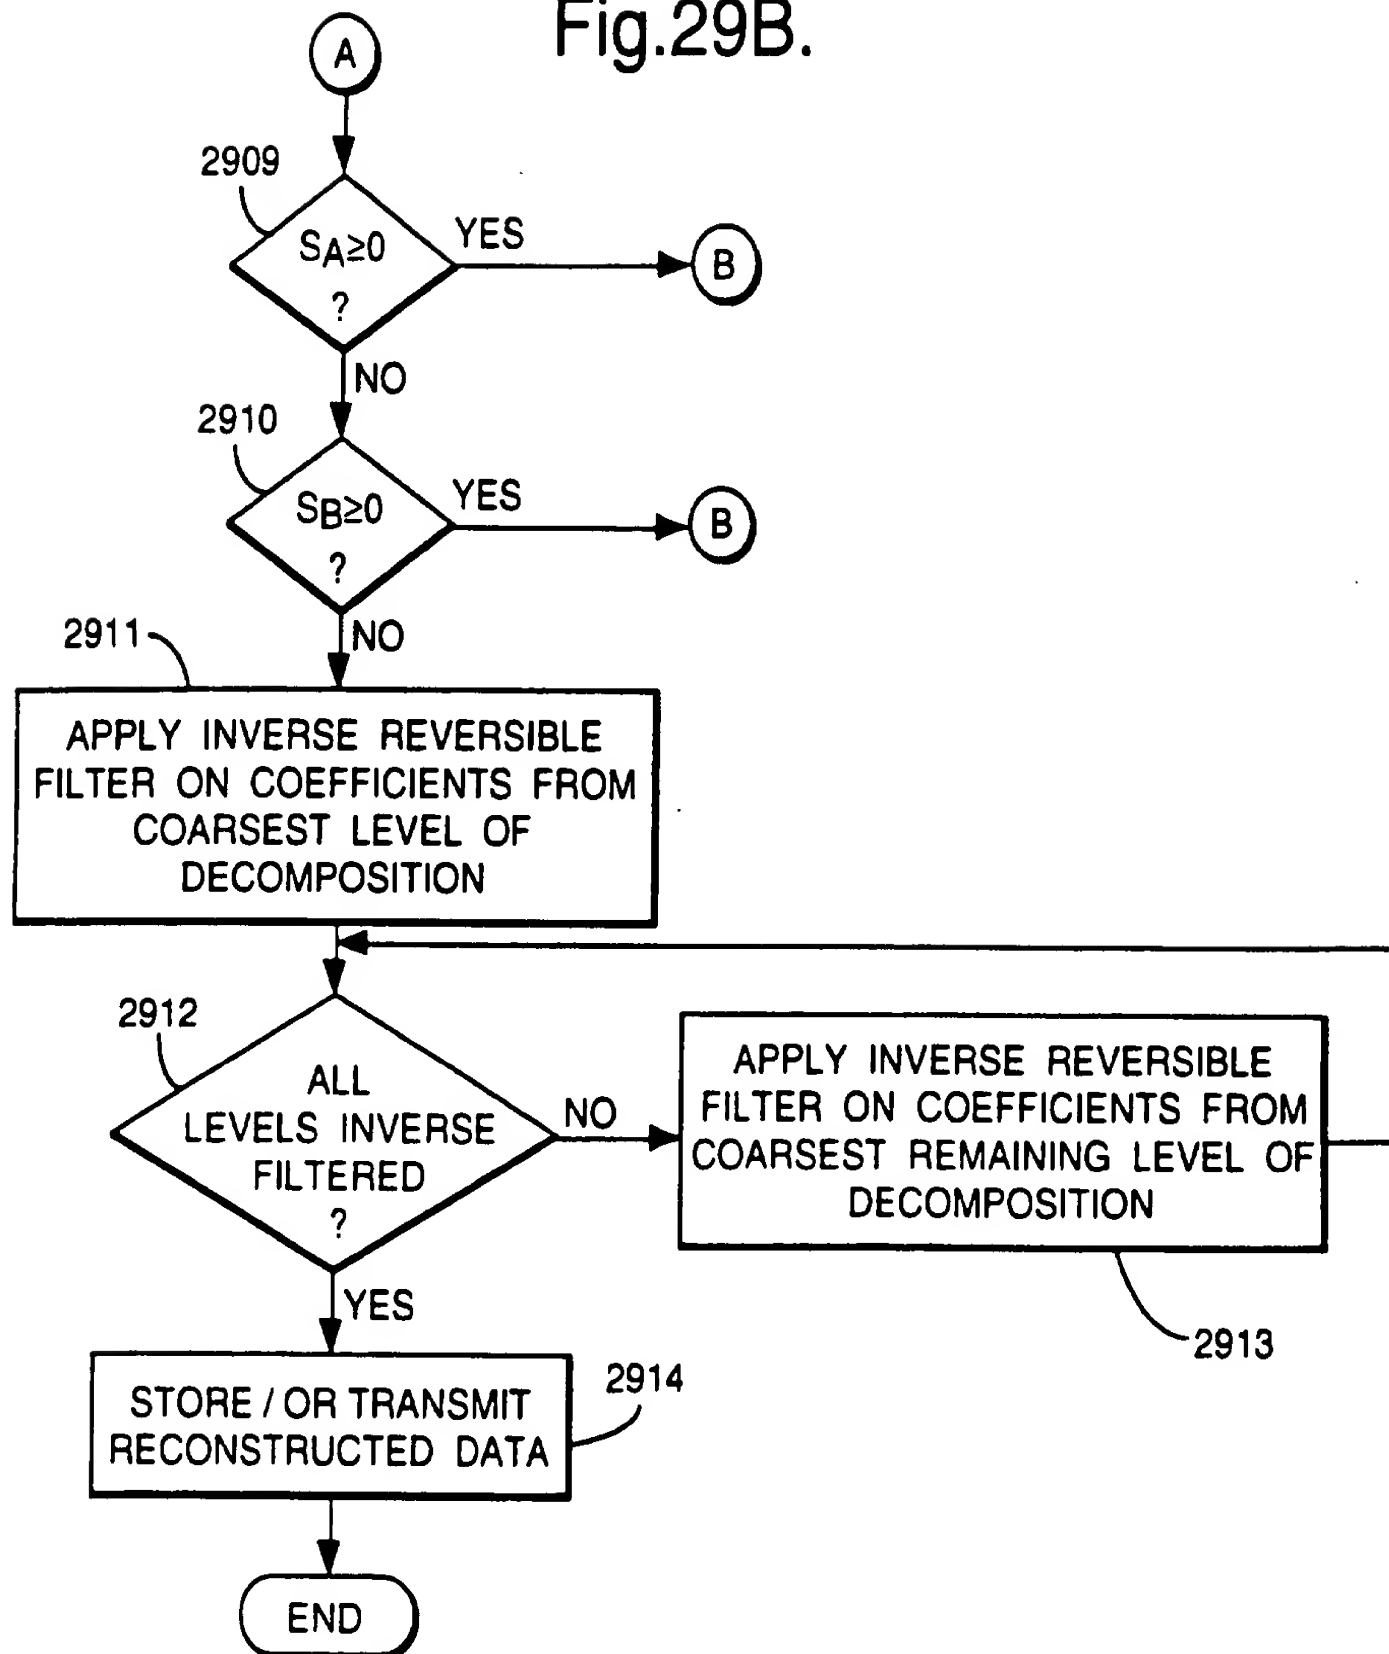 Fig.29B.
A
2909
SA≥0
?
YES
B
NO
2910
SB≥0
?
YES
B
NO
2911
APPLY INVERSE REVERSIBLE
FILTER ON COEFFICIENTS FROM
COARSEST LEVEL OF
DECOMPOSITION
2912
ALL
LEVELS INVERSE
FILTERED
?
NO
APPLY INVERSE REVERSIBLE
FILTER ON COEFFICIENTS FROM
COARSEST REMAINING LEVEL OF
DECOMPOSITION
2913
YES
STORE / OR TRANSMIT
RECONSTRUCTED DATA
2914
END